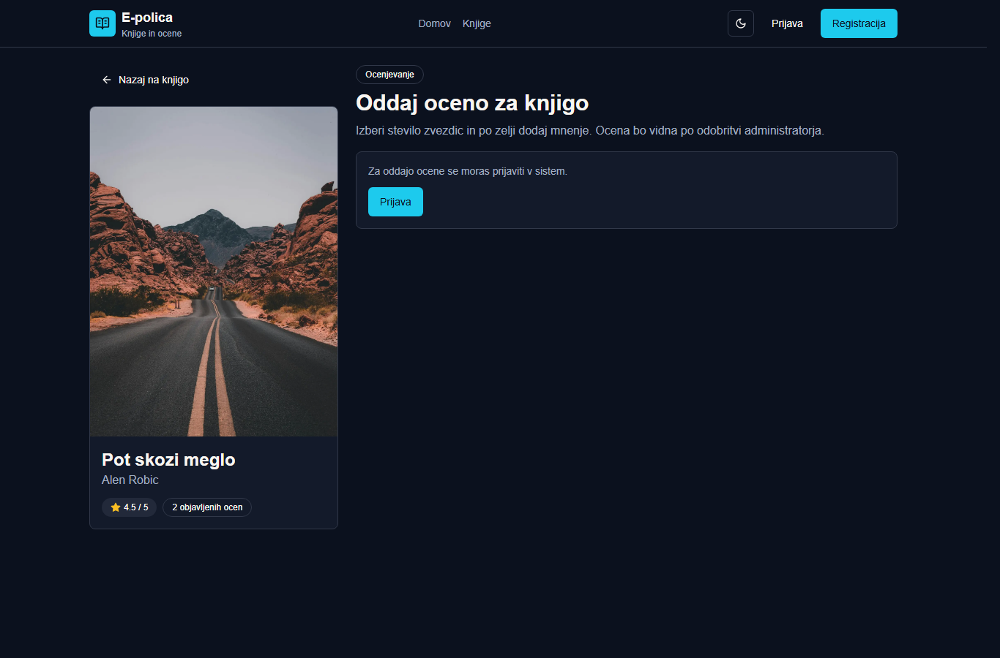 E-polica
Knjige in ocene
Domov
Knjige
Prijava
Registracija
Nazaj na knjigo
Ocenjevanje
Oddaj oceno za knjigo
Izberi stevilo zvezdic in po zelji dodaj mnenje. Ocena bo vidna po odobritvi administratorja.
Za oddajo ocene se moras prijaviti v sistem.
Prijava
Pot skozi meglo
Alen Robic
4.5 / 5
2 objavljenih ocen